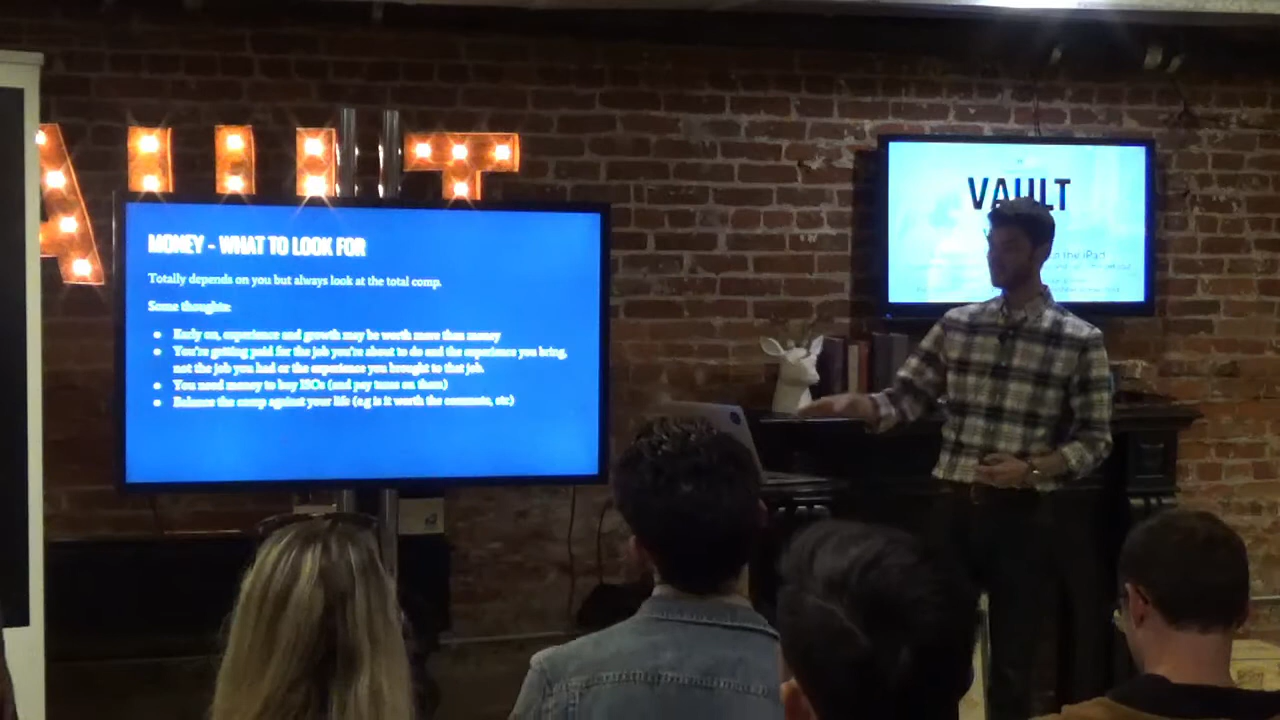 AULT
MONEY - WHAT TO LOOK FOR
Totally depends on you but always look at the total comp.
Some thoughts:
Early on, experience and growth may be worth more than money
You're getting paid for the job you're about to do and the experience you bring,
not the job you had or the experience you brought to that job.
You need money to buy ISOs (and pay taxes on them)
Balance the comp against your life (e.g is it worth the commute, etc)
VAULT
to the iPad